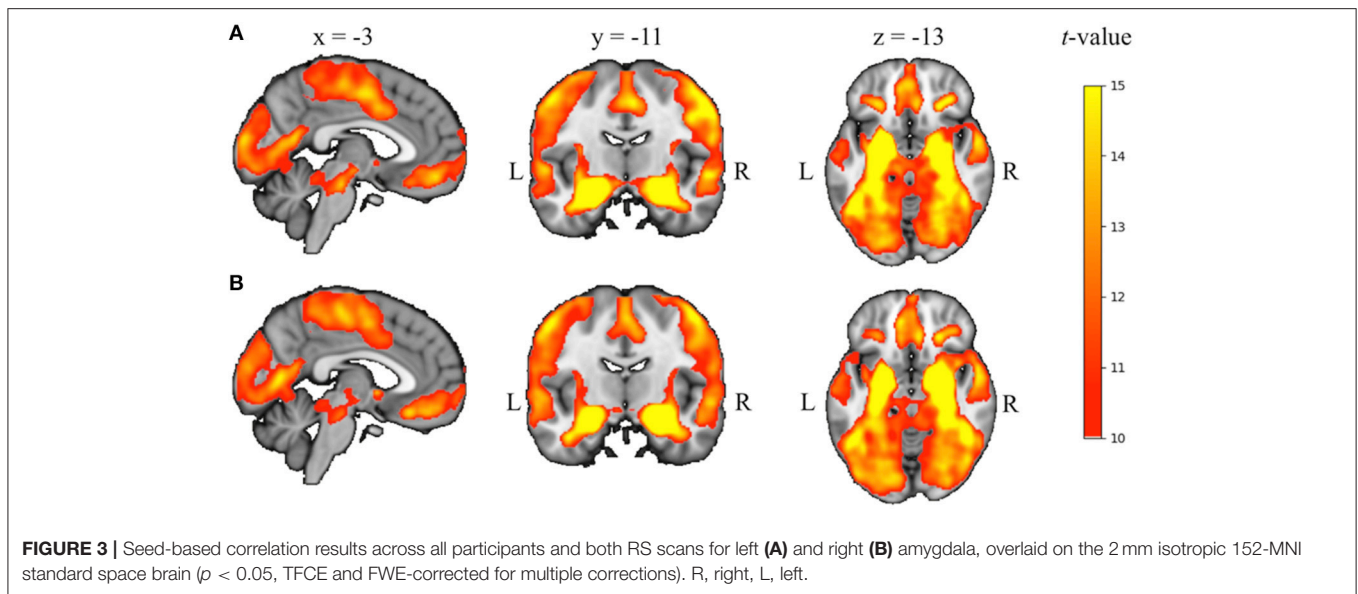 A
x = -3
y = -11
z = -13
t-value
15
14
L
R
L
R
13
B
12
L
R
L
R
11
10
FIGURE 3 | Seed-based correlation results across all participants and both RS scans for left (A) and right (B) amygdala, overlaid on the 2 mm isotropic 152-MNI
standard space brain (p < 0.05, TFCE and FWE-corrected for multiple corrections). R, right, L, left.